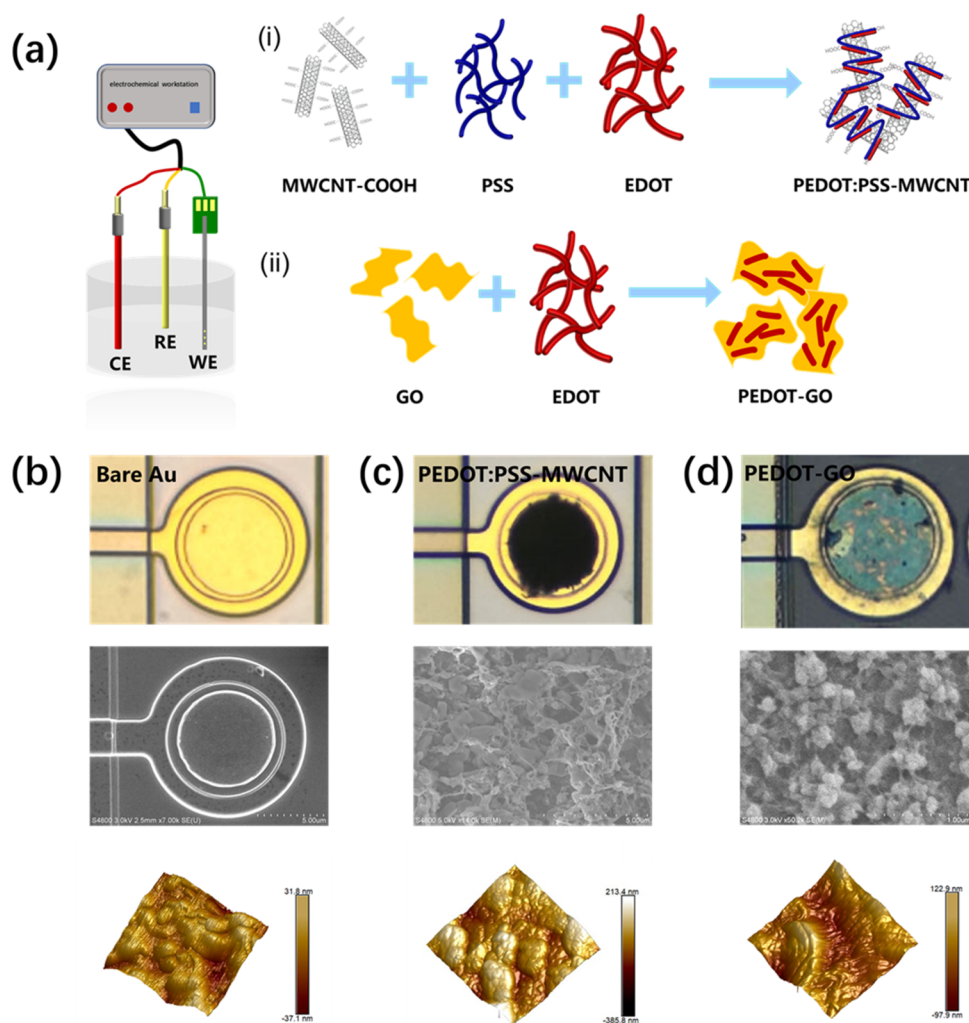 (a)
electrochemical workstation
CE
RE
WE
(i)
MWCNT-COOH
PSS
EDOT
PEDOT:PSS-MWCNT
(ii)
GO
EDOT
PEDOT-GO
(b)
Bare Au
(c)
PEDOT:PSS-MWCNT
(d)
PEDOT-GO
S4800 3.0kV 2.5mm x7.00k SE(U)
5.00um
5.00um
1.00um
31.8 nm
-37.1 nm
213.4 nm
-385.8 nm
122.9 nm
-97.9 nm